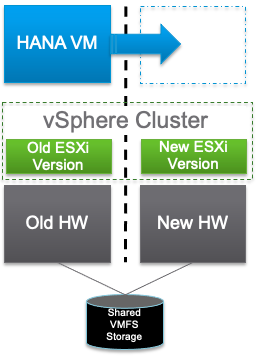 HANA VM
vSphere Cluster
Old ESXi
Version
New ESXi
Version
Old HW
New HW
Shared
VMFS
Storage